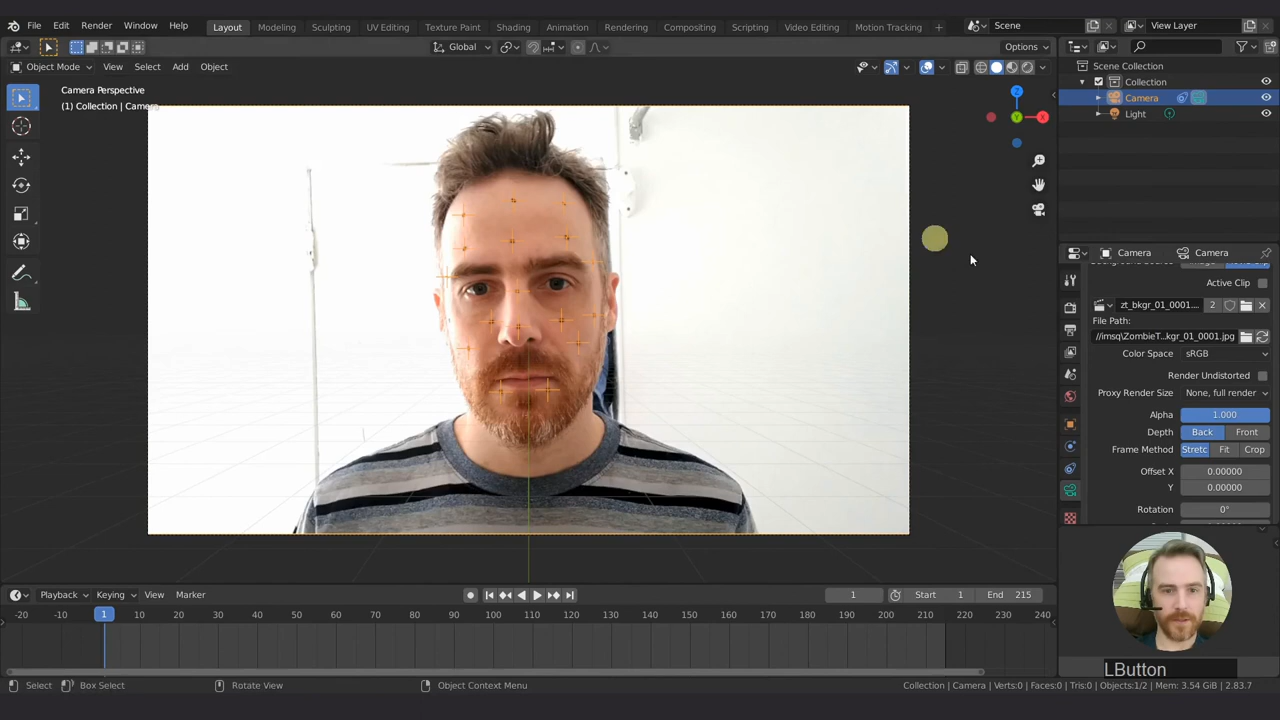 File Edit Render Window Help Layout Modeling Sculpting UV Editing Texture Paint Shading Animation Rendering Compositing Scripting Video Editing Motion Tracking + Scene View Layer
Global Options
Object Mode View Select Add Object
Scene Collection
Collection
Camera
Light
Camera Perspective
(1) Collection | Camera
Z
Y
X
Camera Camera
Active Clip
zt_bkgr_01_0001.... 2
File Path:
//imsq\ZombieT...kgr_01_0001.jpg
Color Space sRGB
Render Undistorted
Proxy Render Size None, full render
Alpha 1.000
Depth Back Front
Frame Method Stretc Fit Crop
Offset X 0.00000
Y 0.00000
Rotation 0°
Playback Keying View Marker 1 Start 1 End 215
-20 -10 1 10 20 30 40 50 60 70 80 90 100 110 120 130 140 150 160 170 180 190 200 210 220 230 240
LButton
Select Box Select Rotate View Object Context Menu Collection | Camera | Verts:0 | Faces:0 | Tris:0 | Objects:1/2 | Mem: 3.54 GiB | 2.83.7